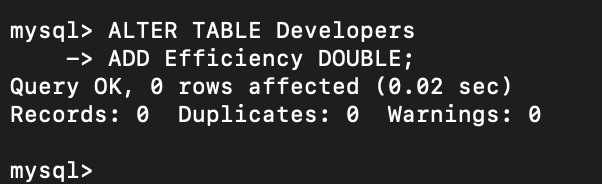 mysql> ALTER TABLE Developers
    -> ADD Efficiency DOUBLE;
Query OK, 0 rows affected (0.02 sec)
Records: 0  Duplicates: 0  Warnings: 0
mysql>